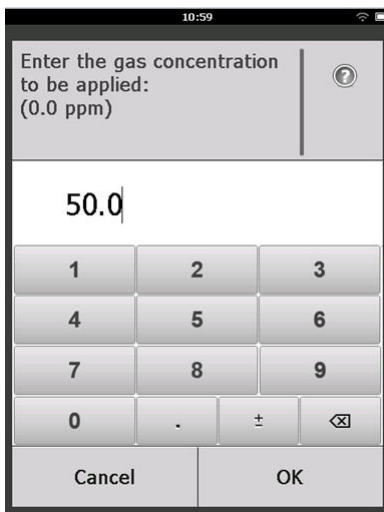 10:59
Enter the gas concentration
to be applied:
(0.0 ppm)
?
50.0
1 2 3
4 5 6
7 8 9
0 . ±
Cancel OK